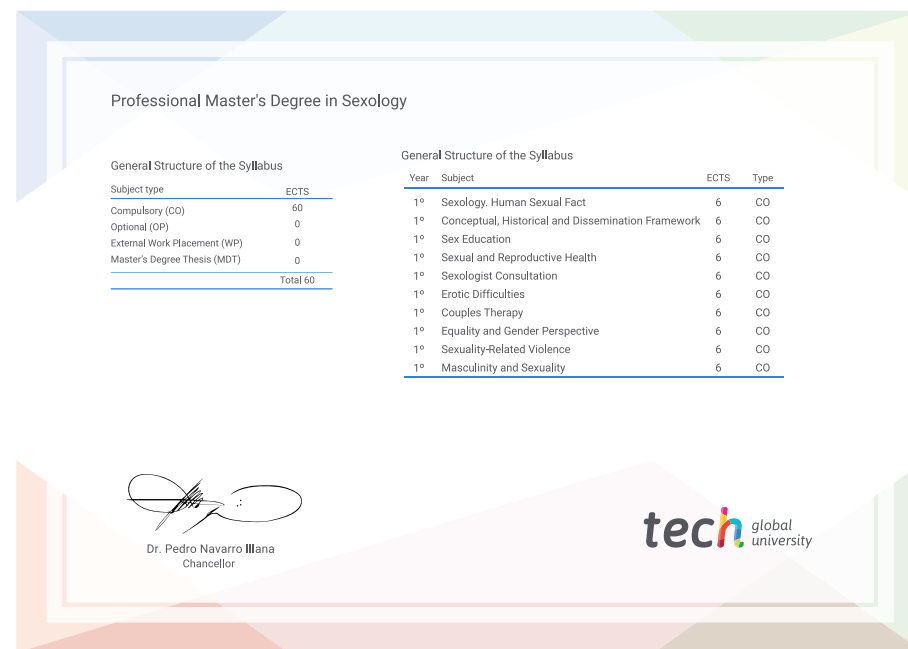 Professional Master's Degree in Sexology
General Structure of the Syllabus
Subject type ECTS
Compulsory (CO) 60
Optional (OP) 0
External Work Placement (WP) 0
Master's Degree Thesis (MDT) 0
Total 60
General Structure of the Syllabus
Year Subject ECTS Type
1º Sexology. Human Sexual Fact 6 CO
1º Conceptual, Historical and Dissemination Framework 6 CO
1º Sex Education 6 CO
1º Sexual and Reproductive Health 6 CO
1º Sexologist Consultation 6 CO
1º Erotic Difficulties 6 CO
1º Couples Therapy 6 CO
1º Equality and Gender Perspective 6 CO
1º Sexuality-Related Violence 6 CO
1º Masculinity and Sexuality 6 CO
Dr. Pedro Navarro Illana
Chancellor
tech global
university